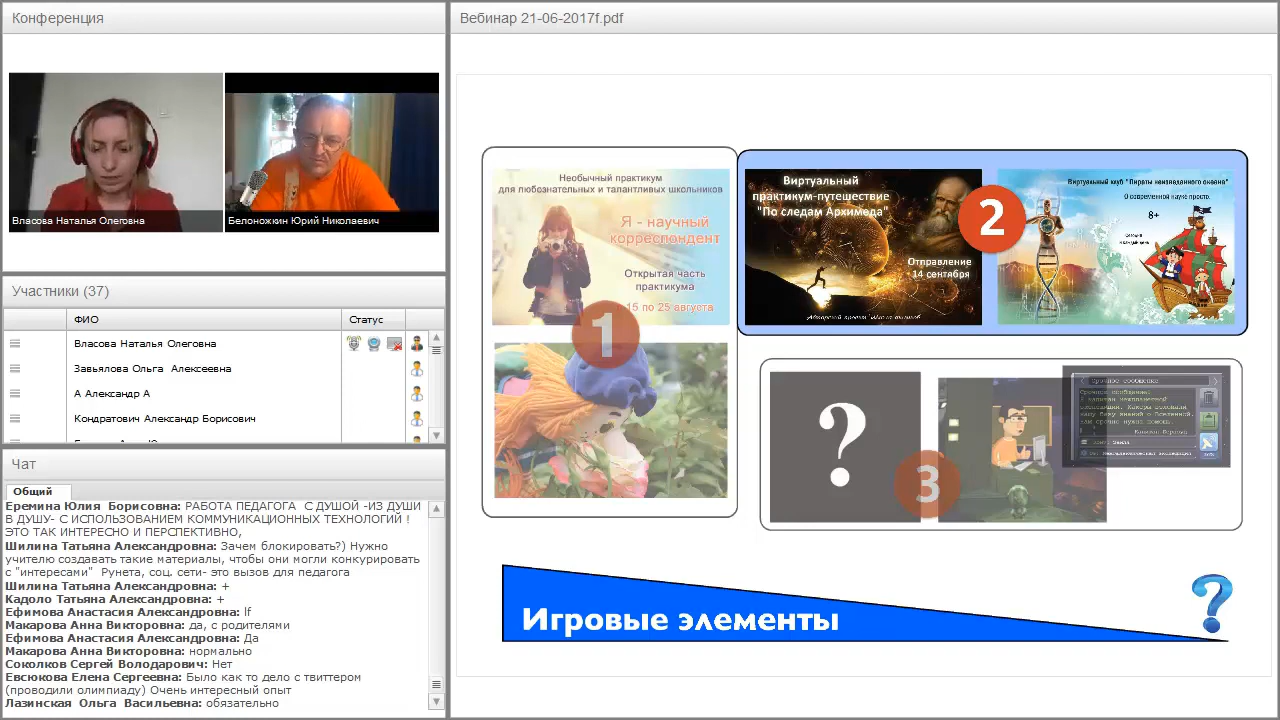 Конференция
Власова Наталья Олеговна
Белоножкин Юрий Николаевич
Участники (37)
ФИО
Статус
Власова Наталья Олеговна
Завьялова Ольга Алексеевна
А Александр А
Кондратович Александр Борисович
Чат
Общий
Еремина Юлия Борисовна: РАБОТА ПЕДАГОГА С ДУШОЙ -ИЗ ДУШИ
В ДУШУ- С ИСПОЛЬЗОВАНИЕМ КОММУНИКАЦИОННЫХ ТЕХНОЛОГИЙ !
ЭТО ТАК ИНТЕРЕСНО И ПЕРСПЕКТИВНО,
Шилина Татьяна Александровна: Зачем блокировать?) Нужно
учителю создавать такие материалы, чтобы они могли конкурировать
с "интересами" Рунета, соц. сети- это вызов для педагога
Шилина Татьяна Александровна: +
Кадоло Татьяна Александровна: +
Ефимова Анастасия Александровна: lf
Макарова Анна Викторовна: да, с родителями
Ефимова Анастасия Александровна: Да
Макарова Анна Викторовна: нормально
Соколков Сергей Володарович: Нет
Евсюкова Елена Сергеевна: Было как то дело с твиттером
(проводили олимпиаду) Очень интересный опыт
Лазинская Ольга Васильевна: обязательно
Вебинар 21-06-2017f.pdf
Необычный практикум
для любознательных и талантливых школьников
Я - научный
корреспондент
Открытая часть
практикума
15 по 25 августа
1
Виртуальный
практикум-путешествие
"По следам Архимеда"
Отправление
14 сентября
2
Виртуальный клуб "Пираты неизведанного океана"
О современной науке просто.
8+
?
3
Срочное сообщение
Срочное сообщение!
Игровые элементы
?